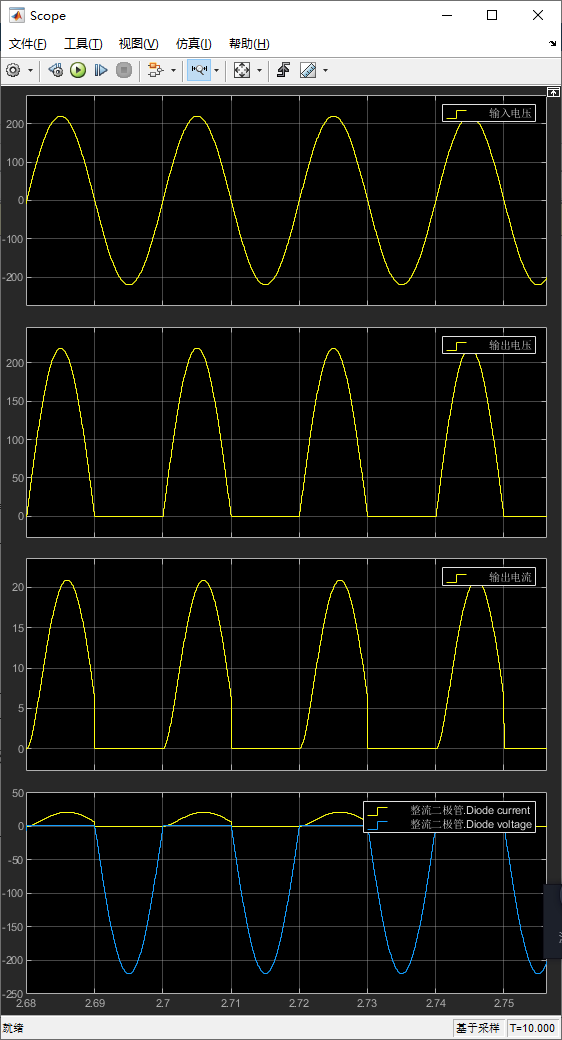 Scope
文件(F) 工具(T) 视图(V) 仿真(I) 帮助(H)
输入电压
200
100
0
-100
-200
输出电压
200
150
100
50
0
输出电流
20
15
10
5
0
整流二极管.Diode current
整流二极管.Diode voltage
50
0
-50
-100
-150
-200
-250
2.68 2.69 2.7 2.71 2.72 2.73 2.74 2.75
就绪 基于采样 T=10.000